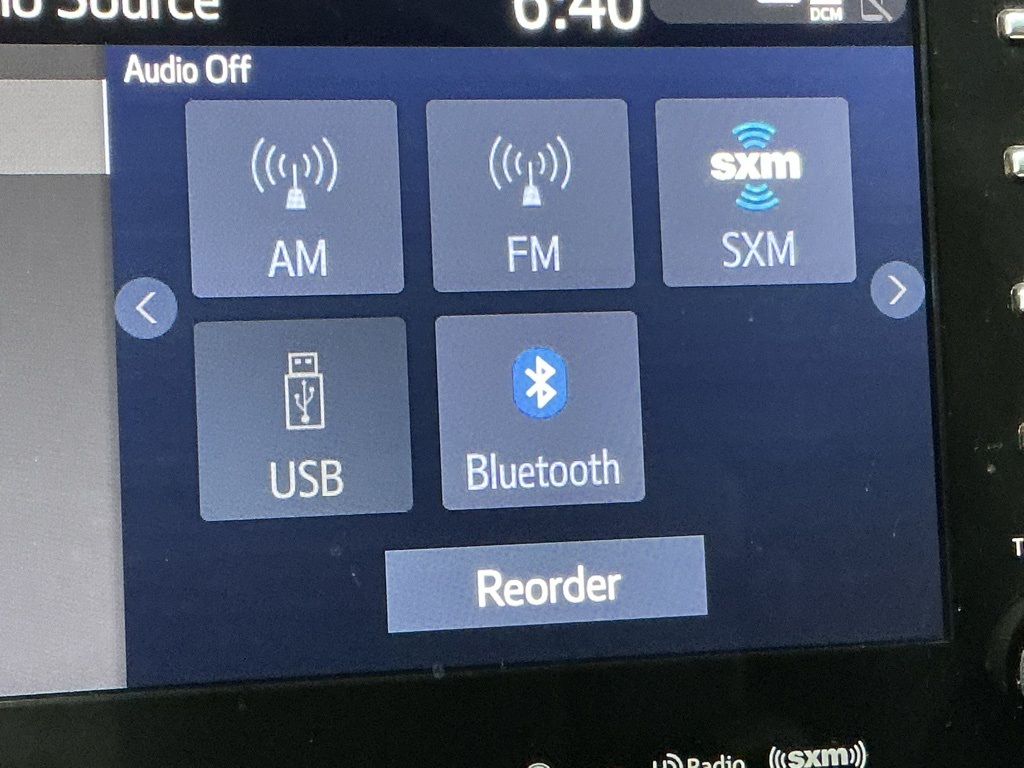 Source
6:40
DCM
Audio Off
AM
FM
sxm
SXM
USB
Bluetooth
Reorder
T
Radio
sxm